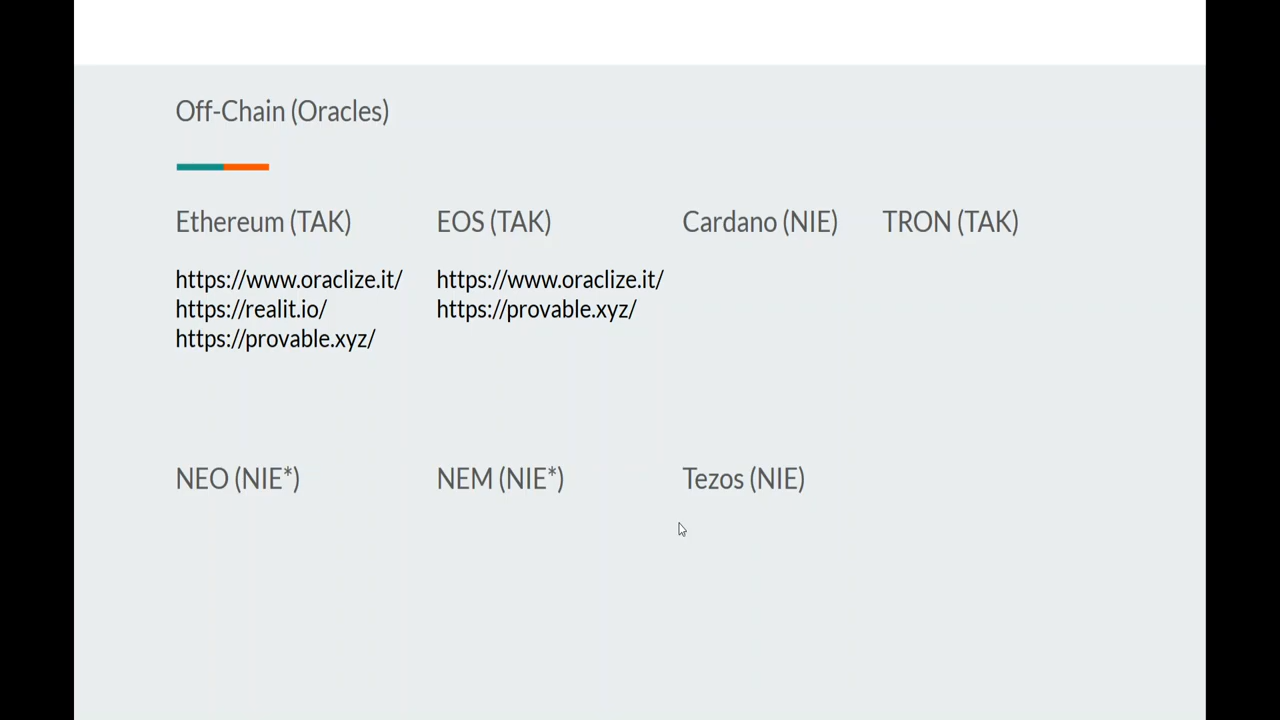 Off-Chain (Oracles)
Ethereum (TAK)
https://www.oraclize.it/
https://realit.io/
https://provable.xyz/
EOS (TAK)
https://www.oraclize.it/
https://provable.xyz/
Cardano (NIE)
TRON (TAK)
NEO (NIE*)
NEM (NIE*)
Tezos (NIE)